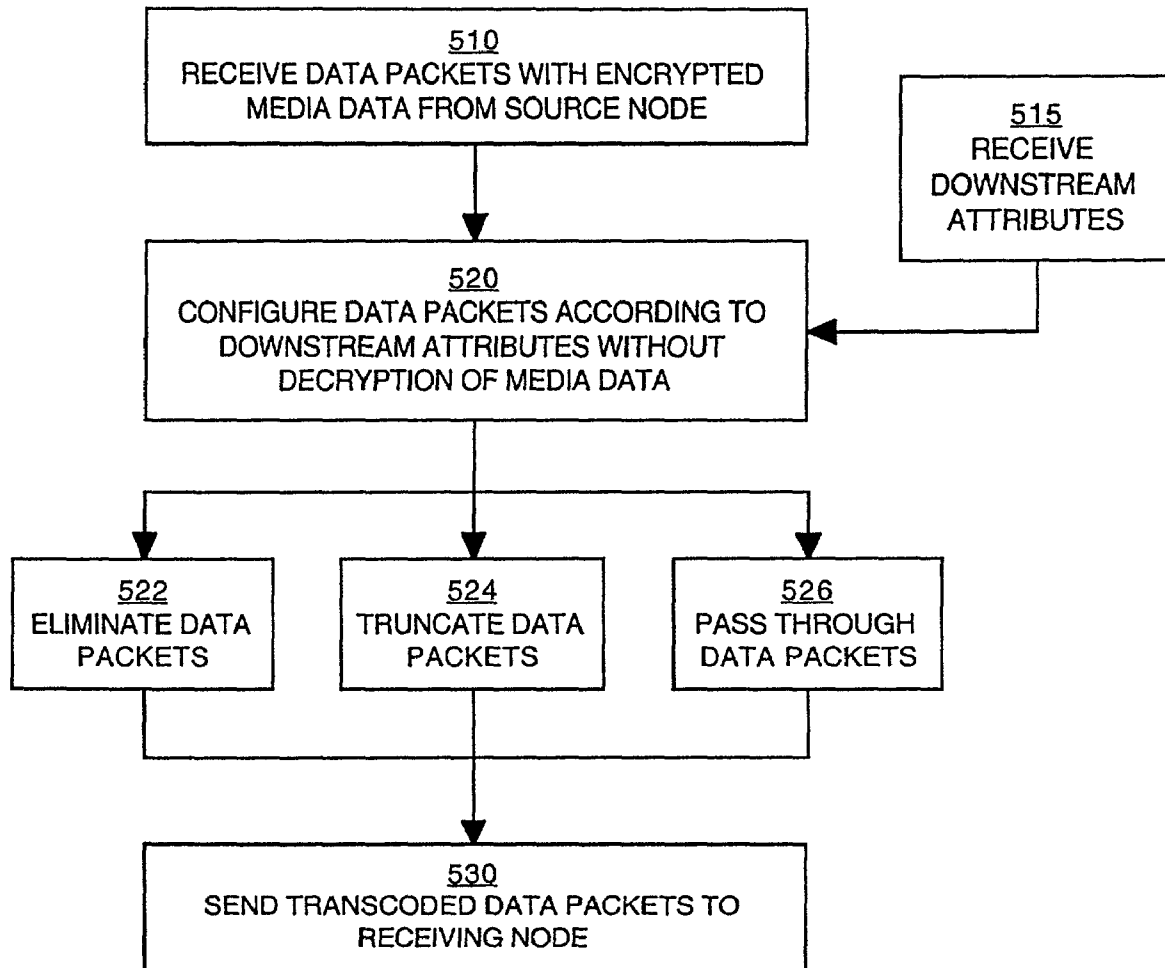 510
RECEIVE DATA PACKETS WITH ENCRYPTED
MEDIA DATA FROM SOURCE NODE
515
RECEIVE
DOWNSTREAM
ATTRIBUTES
520
CONFIGURE DATA PACKETS ACCORDING TO
DOWNSTREAM ATTRIBUTES WITHOUT
DECRYPTION OF MEDIA DATA
522
ELIMINATE DATA
PACKETS
524
TRUNCATE DATA
PACKETS
526
PASS THROUGH
DATA PACKETS
530
SEND TRANSCODED DATA PACKETS TO
RECEIVING NODE